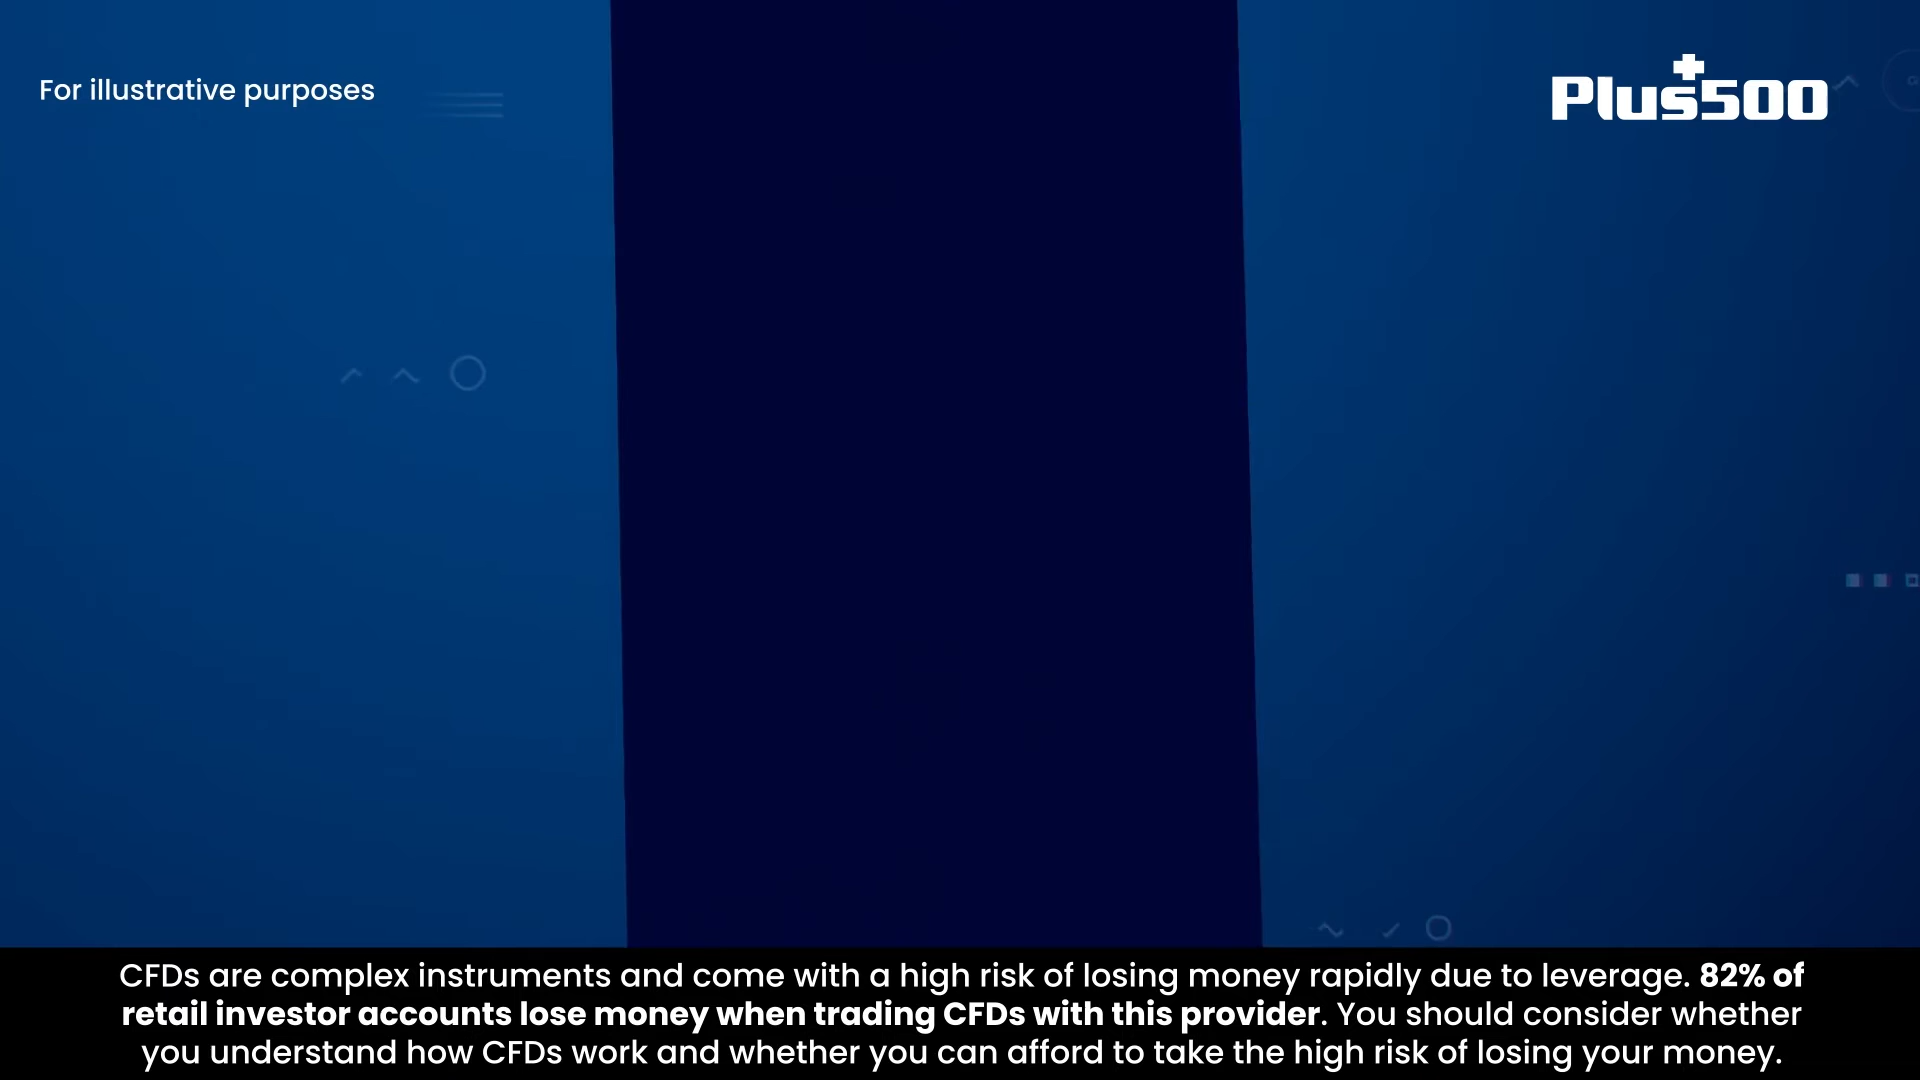 For illustrative purposes
Plus500
CFDs are complex instruments and come with a high risk of losing money rapidly due to leverage. 82% of
retail investor accounts lose money when trading CFDs with this provider. You should consider whether
you understand how CFDs work and whether you can afford to take the high risk of losing your money.